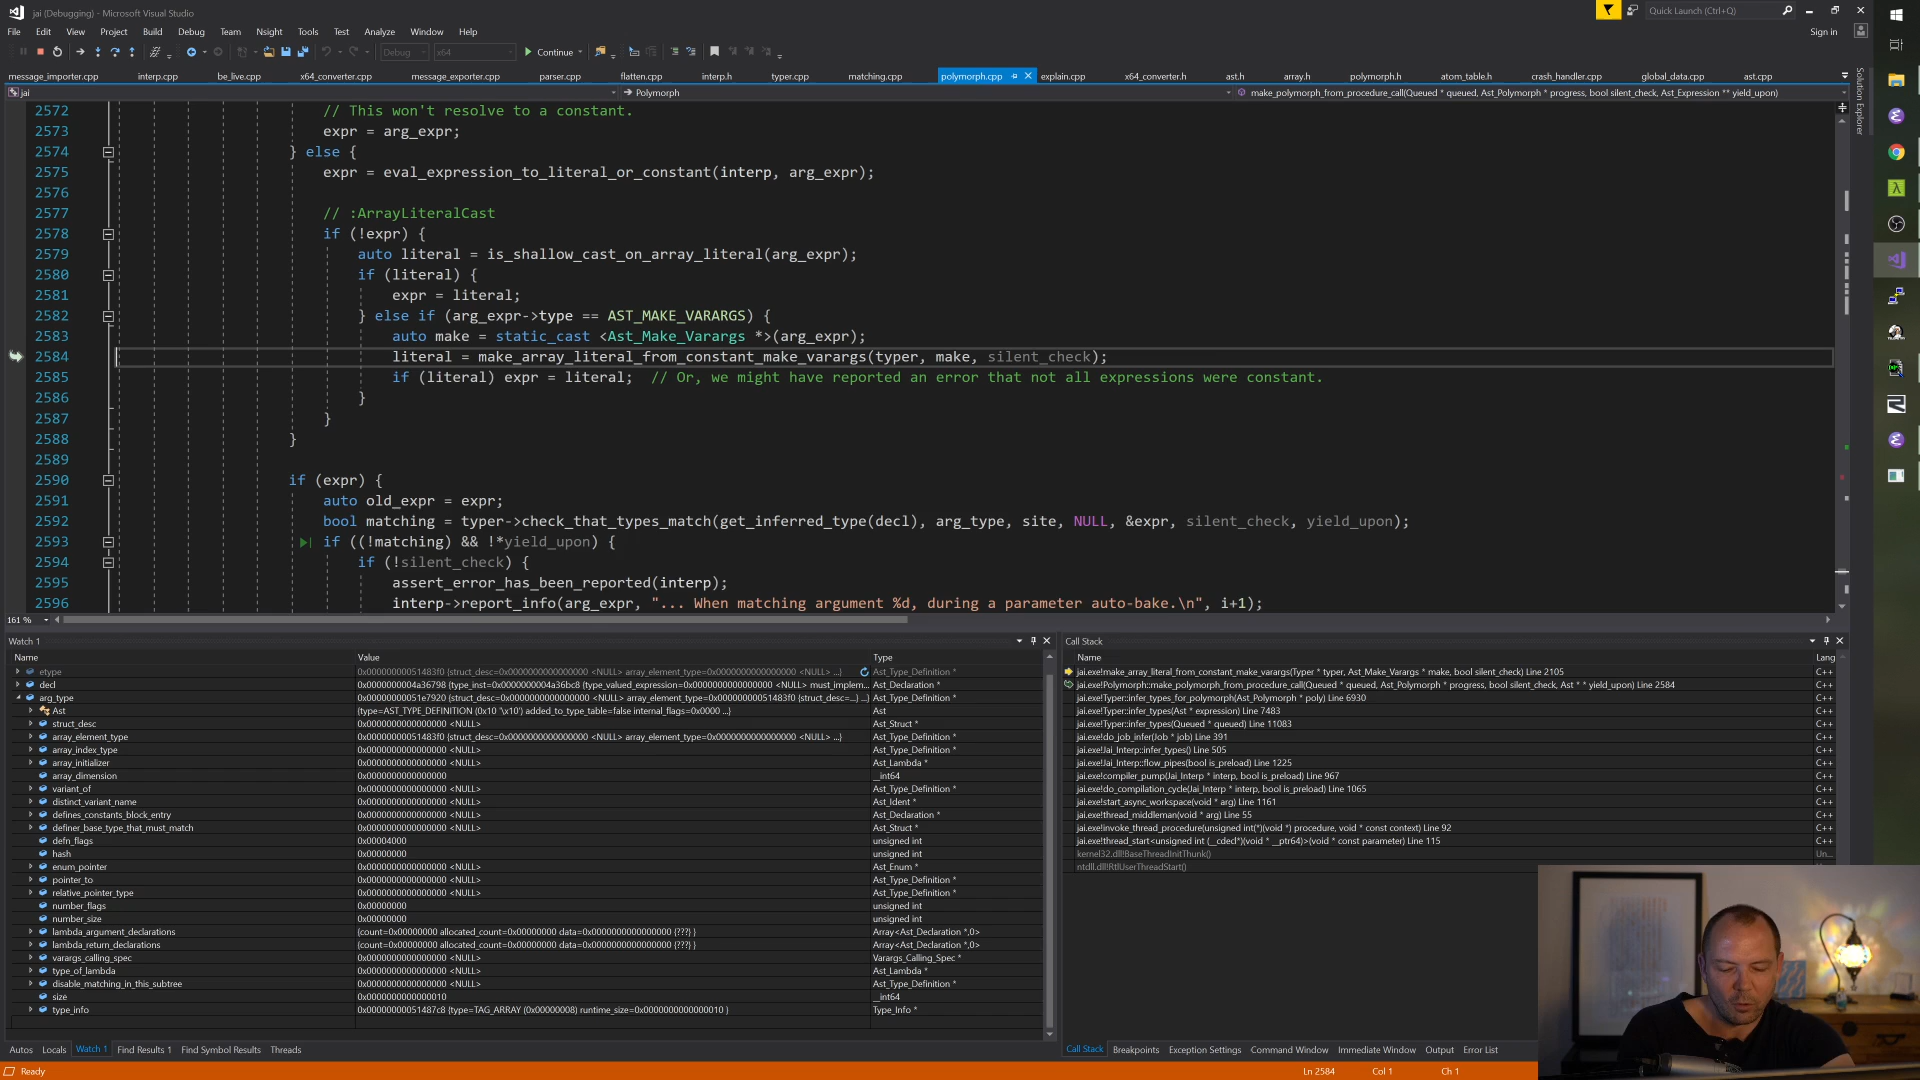 jai (Debugging) - Microsoft Visual Studio
Quick Launch (Ctrl+Q)
File Edit View Project Build Debug Team Nsight Tools Test Analyze Window Help
Sign in
Debug x64 Continue
message_importer.cpp interp.cpp be_live.cpp x64_converter.cpp message_exporter.cpp parser.cpp flatten.cpp interp.h typer.cpp matching.cpp polymorph.cpp explain.cpp x64_converter.h ast.h array.h polymorph.h atom_table.h crash_handler.cpp global_data.cpp ast.cpp
Solution Explorer
jai Polymorph make_polymorph_from_procedure_call(Queued * queued, Ast_Polymorph * progress, bool silent_check, Ast_Expression ** yield_upon)
2572 // This won't resolve to a constant.
2573 expr = arg_expr;
2574 } else {
2575 expr = eval_expression_to_literal_or_constant(interp, arg_expr);
2576
2577 // :ArrayLiteralCast
2578 if (!expr) {
2579 auto literal = is_shallow_cast_on_array_literal(arg_expr);
2580 if (literal) {
2581 expr = literal;
2582 } else if (arg_expr->type == AST_MAKE_VARARGS) {
2583 auto make = static_cast <Ast_Make_Varargs *>(arg_expr);
2584 literal = make_array_literal_from_constant_make_varargs(typer, make, silent_check);
2585 if (literal) expr = literal; // Or, we might have reported an error that not all expressions were constant.
2586 }
2587 }
2588 }
2589
2590 if (expr) {
2591 auto old_expr = expr;
2592 bool matching = typer->check_that_types_match(get_inferred_type(decl), arg_type, site, NULL, &expr, silent_check, yield_upon);
2593 if ((!matching) && !*yield_upon) {
2594 if (!silent_check) {
2595 assert_error_has_been_reported(interp);
2596 interp->report_info(arg_expr, "... When matching argument %d, during a parameter auto-bake.\n", i+1);
161 %
Watch 1
Name Value Type
etype 0x00000000051483f0 {struct_desc=0x0000000000000000 <NULL> array_element_type=0x0000000000000000 <NULL> ...} Ast_Type_Definition *
decl 0x0000000004a36798 {type_inst=0x0000000004a36bc8 {type_valued_expression=0x0000000000000000 <NULL> must_implem... Ast_Declaration *
arg_type 0x00000000051e7920 {struct_desc=0x0000000000000000 <NULL> array_element_type=0x00000000051483f0 {struct_desc=...} ...} Ast_Type_Definition *
Ast {type=AST_TYPE_DEFINITION (0x10 '\x10') added_to_type_table=false internal_flags=0x0000 ...} Ast
struct_desc 0x0000000000000000 <NULL> Ast_Struct *
array_element_type 0x00000000051483f0 {struct_desc=0x0000000000000000 <NULL> array_element_type=0x0000000000000000 <NULL> ...} Ast_Type_Definition *
array_index_type 0x0000000000000000 <NULL> Ast_Type_Definition *
array_initializer 0x0000000000000000 <NULL> Ast_Lambda *
array_dimension 0x0000000000000000 __int64
variant_of 0x0000000000000000 <NULL> Ast_Type_Definition *
distinct_variant_name 0x0000000000000000 <NULL> Ast_Ident *
defines_constants_block_entry 0x0000000000000000 <NULL> Ast_Declaration *
definer_base_type_that_must_match 0x0000000000000000 <NULL> Ast_Struct *
defn_flags 0x00004000 unsigned int
hash 0x00000000 unsigned int
enum_pointer 0x0000000000000000 <NULL> Ast_Enum *
pointer_to 0x0000000000000000 <NULL> Ast_Type_Definition *
relative_pointer_type 0x0000000000000000 <NULL> Ast_Type_Definition *
number_flags 0x00000000 unsigned int
number_size 0x00000000 unsigned int
lambda_argument_declarations {count=0x00000000 allocated_count=0x00000000 data=0x0000000000000000 {???} } Array<Ast_Declaration *,0>
lambda_return_declarations {count=0x00000000 allocated_count=0x00000000 data=0x0000000000000000 {???} } Array<Ast_Declaration *,0>
varargs_calling_spec 0x0000000000000000 <NULL> Varargs_Calling_Spec *
type_of_lambda 0x0000000000000000 <NULL> Ast_Lambda *
disable_matching_in_this_subtree 0x0000000000000000 <NULL> Ast_Type_Definition *
size 0x0000000000000010 __int64
type_info 0x00000000051487c8 {type=TAG_ARRAY (0x00000008) runtime_size=0x0000000000000010 } Type_Info *
Autos Locals Watch 1 Find Results 1 Find Symbol Results Threads
Call Stack
Name Lang
jai.exe!make_array_literal_from_constant_make_varargs(Typer * typer, Ast_Make_Varargs * make, bool silent_check) Line 2105 C++
jai.exe!Polymorph::make_polymorph_from_procedure_call(Queued * queued, Ast_Polymorph * progress, bool silent_check, Ast * * yield_upon) Line 2584 C++
jai.exe!Typer::infer_types_for_polymorph(Ast_Polymorph * poly) Line 6930 C++
jai.exe!Typer::infer_types(Ast * expression) Line 7483 C++
jai.exe!Typer::infer_types(Queued * queued) Line 11083 C++
jai.exe!do_job_infer(Job * job) Line 391 C++
jai.exe!Jai_Interp::infer_types() Line 505 C++
jai.exe!Jai_Interp::flow_pipes(bool is_preload) Line 1225 C++
jai.exe!compiler_pump(Jai_Interp * interp, bool is_preload) Line 967 C++
jai.exe!do_compilation_cycle(Jai_Interp * interp, bool is_preload) Line 1065 C++
jai.exe!start_async_workspace(void * arg) Line 1161 C++
jai.exe!thread_middleman(void * arg) Line 55 C++
jai.exe!invoke_thread_procedure(unsigned int(*)(void *) procedure, void * const context) Line 92 C++
jai.exe!thread_start<unsigned int (__cdecl*)(void * __ptr64)>(void * const parameter) Line 115 C++
kernel32.dll!BaseThreadInitThunk() Un...
ntdll.dll!RtlUserThreadStart() Un...
Call Stack Breakpoints Exception Settings Command Window Immediate Window Output Error List
Ready Ln 2584 Col 1 Ch 1